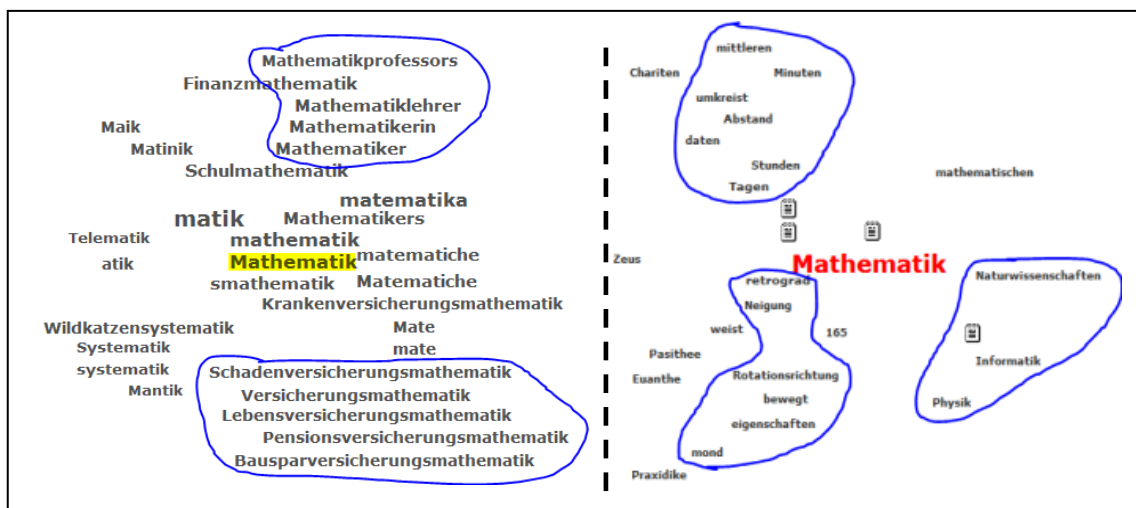 Mathematikprofessors
Finanzmathematik
Mathematiklehrer
Maik
Mathematikerin
Matinik
Mathematiker
Schulmathematik
matematika
matik
Mathematikers
Telematik
mathematik
matematiche
atik
Mathematik
smathematik
Matematiche
Krankenversicherungsmathematik
Wildkatzensystematik
Mate
Systematik
mate
systematik
Schadenversicherungsmathematik
Mantik
Versicherungsmathematik
Lebensversicherungsmathematik
Pensionsversicherungsmathematik
Bausparversicherungsmathematik
mittleren
Chariten
Minuten
umkreist
Abstand
daten
Stunden
mathematischen
Tagen
Zeus
Mathematik
Naturwissenschaften
retrograd
Neigung
weist
165
Pasithee
Informatik
Euanthe
Rotationsrichtung
bewegt
Physik
eigenschaften
mond
Praxidike